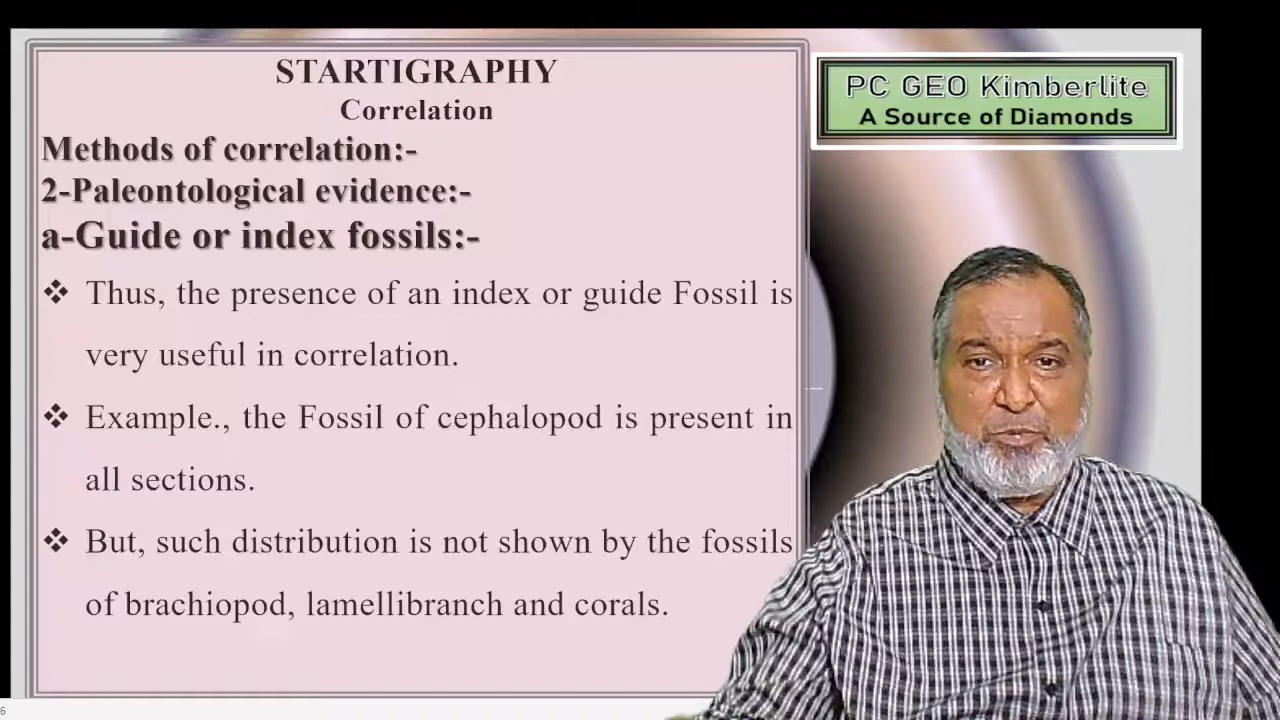 STARTIGRAPHY
Correlation
Methods of correlation:-
2-Paleontological evidence:-
a-Guide or index fossils:-
❖ Thus, the presence of an index or guide Fossil is
very useful in correlation.
❖ Example., the Fossil of cephalopod is present in
all sections.
❖ But, such distribution is not shown by the fossils
of brachiopod, lamellibranch and corals.
PC GEO Kimberlite
A Source of Diamonds
6